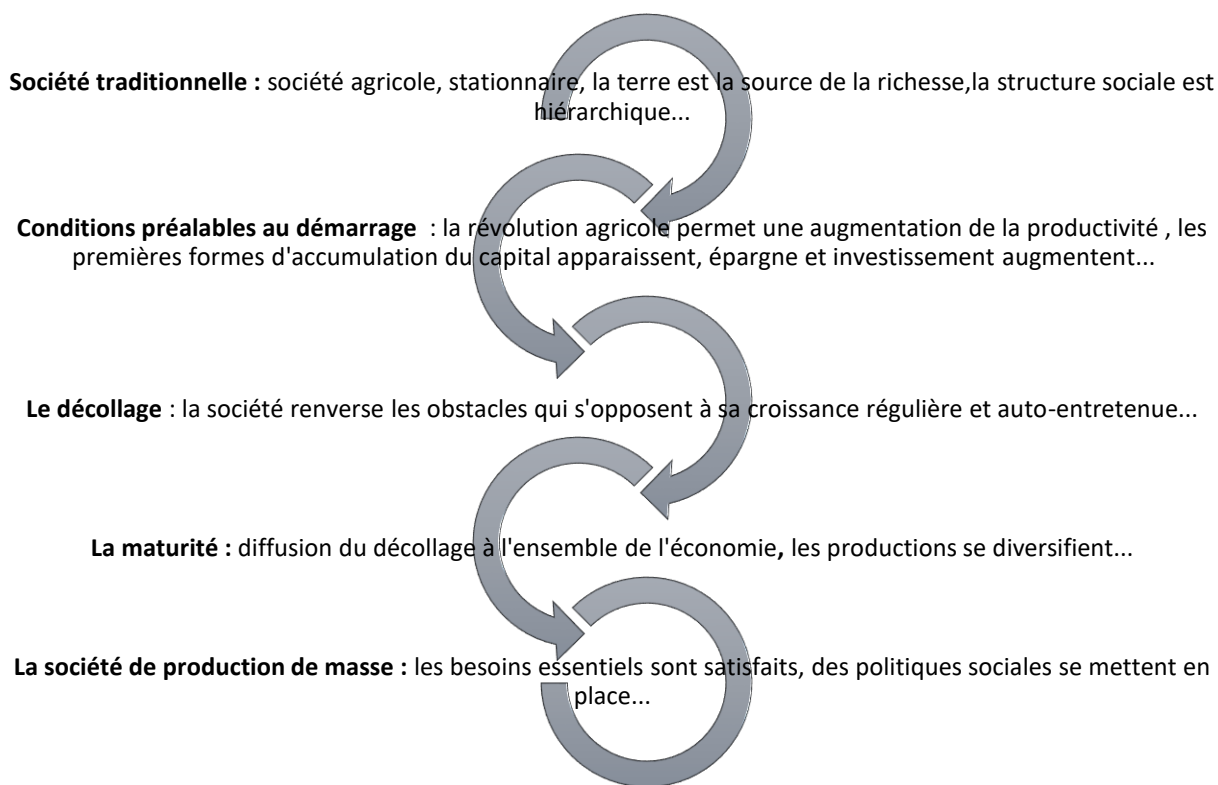 Société traditionnelle : société agricole, stationnaire, la terre est la source de la richesse,la structure sociale est
hiérarchique...
Conditions préalables au démarrage : la révolution agricole permet une augmentation de la productivité , les
premières formes d'accumulation du capital apparaissent, épargne et investissement augmentent...
Le décollage : la société renverse les obstacles qui s'opposent à sa croissance régulière et auto-entretenue...
La maturité : diffusion du décollage à l'ensemble de l'économie, les productions se diversifient...
La société de production de masse : les besoins essentiels sont satisfaits, des politiques sociales se mettent en
place...